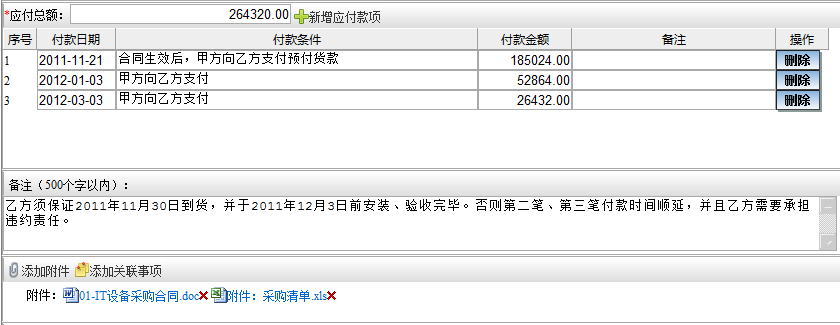 *应付总额： 264320.00 新增应付款项
序号 付款日期 付款条件 付款金额 备注 操作
1 2011-11-21 合同生效后，甲方向乙方支付预付货款 185024.00 删除
2 2012-01-03 甲方向乙方支付 52864.00 删除
3 2012-03-03 甲方向乙方支付 26432.00 删除
备注（500个字以内）：
乙方须保证2011年11月30日到货，并于2011年12月3日前安装、验收完毕。否则第二笔、第三笔付款时间顺延，并且乙方需要承担
违约责任。
添加附件 添加关联事项
附件： 01-IT设备采购合同.doc 附件：采购清单.xls